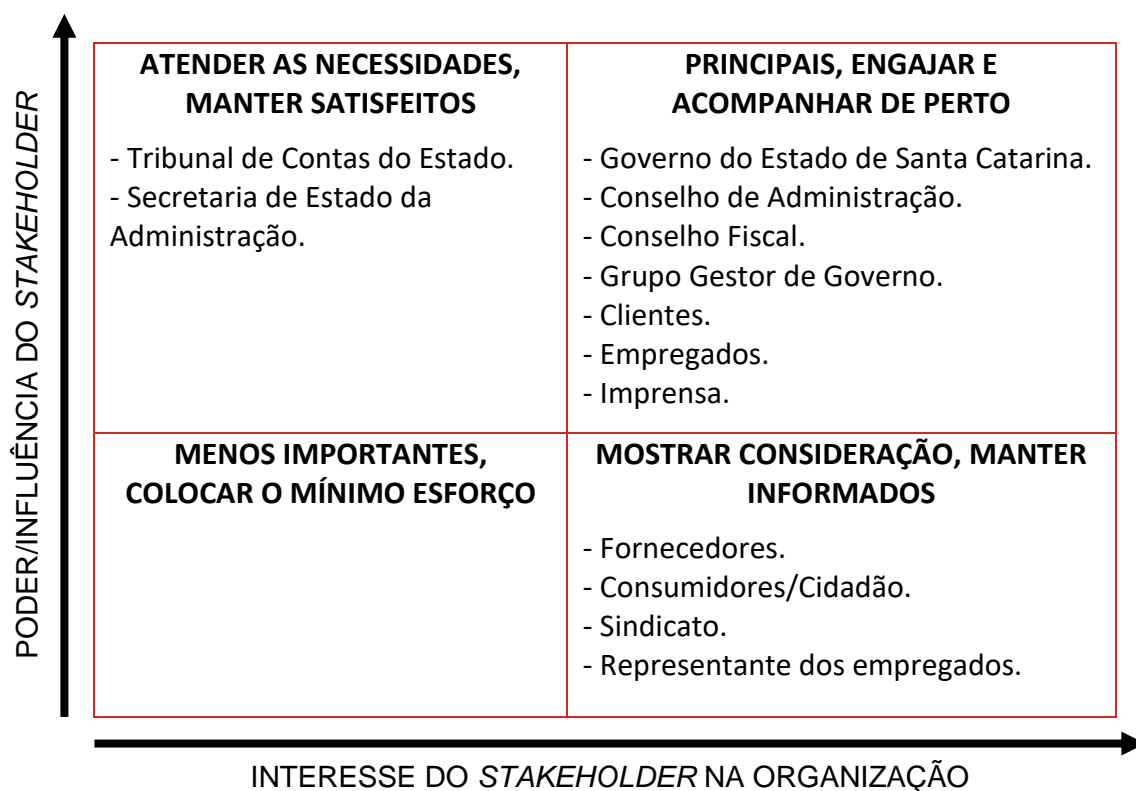 PODER/INFLUÊNCIA DO STAKEHOLDER
ATENDER AS NECESSIDADES,
MANTER SATISFEITOS
- Tribunal de Contas do Estado.
- Secretaria de Estado da
Administração.
PRINCIPAIS, ENGAJAR E
ACOMPANHAR DE PERTO
- Governo do Estado de Santa Catarina.
- Conselho de Administração.
- Conselho Fiscal.
- Grupo Gestor de Governo.
- Clientes.
- Empregados.
- Imprensa.
MENOS IMPORTANTES,
COLOCAR O MÍNIMO ESFORÇO
MOSTRAR CONSIDERAÇÃO, MANTER
INFORMADOS
- Fornecedores.
- Consumidores/Cidadão.
- Sindicato.
- Representante dos empregados.
INTERESSE DO STAKEHOLDER NA ORGANIZAÇÃO